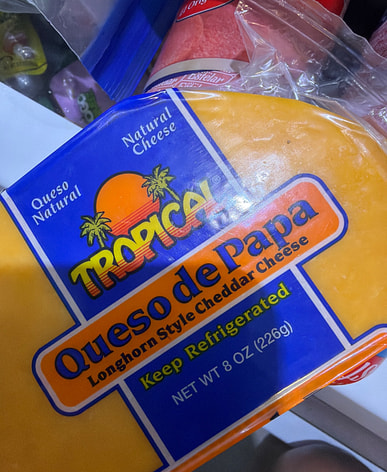 Queso
Natural
Natural
Cheese
TROPICAL
Queso de Papa
Longhorn Style Cheddar Cheese
Keep Refrigerated
NET WT 8 OZ (226g)